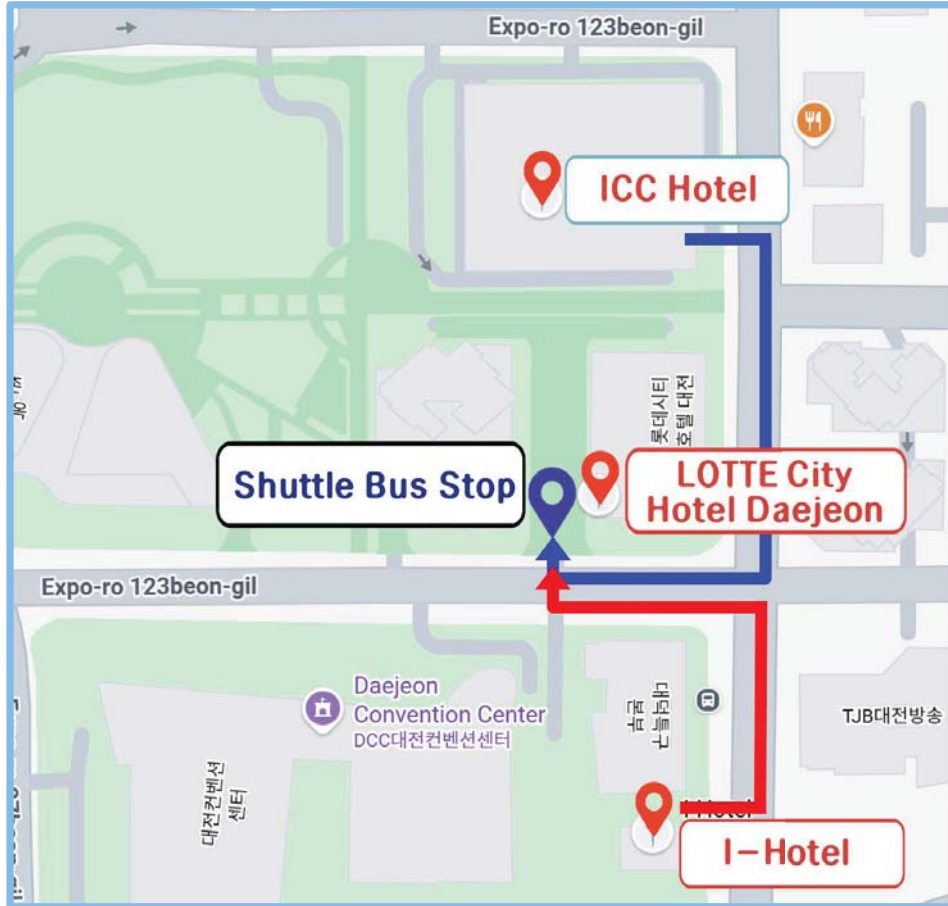 Expo-ro 123beon-gil
ICC Hotel
롯데시티
호텔 대전
Shuttle Bus Stop
LOTTE City
Hotel Daejeon
Expo-ro 123beon-gil
Daejeon
Convention Center
DCC대전컨벤션센터
TJB대전방송
대전컨벤션
센터
I-Hotel